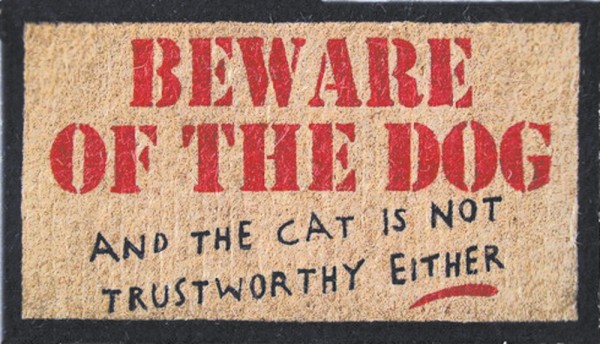 BEWARE
OF THE DOG
AND THE CAT IS NOT
TRUSTWORTHY EITHER